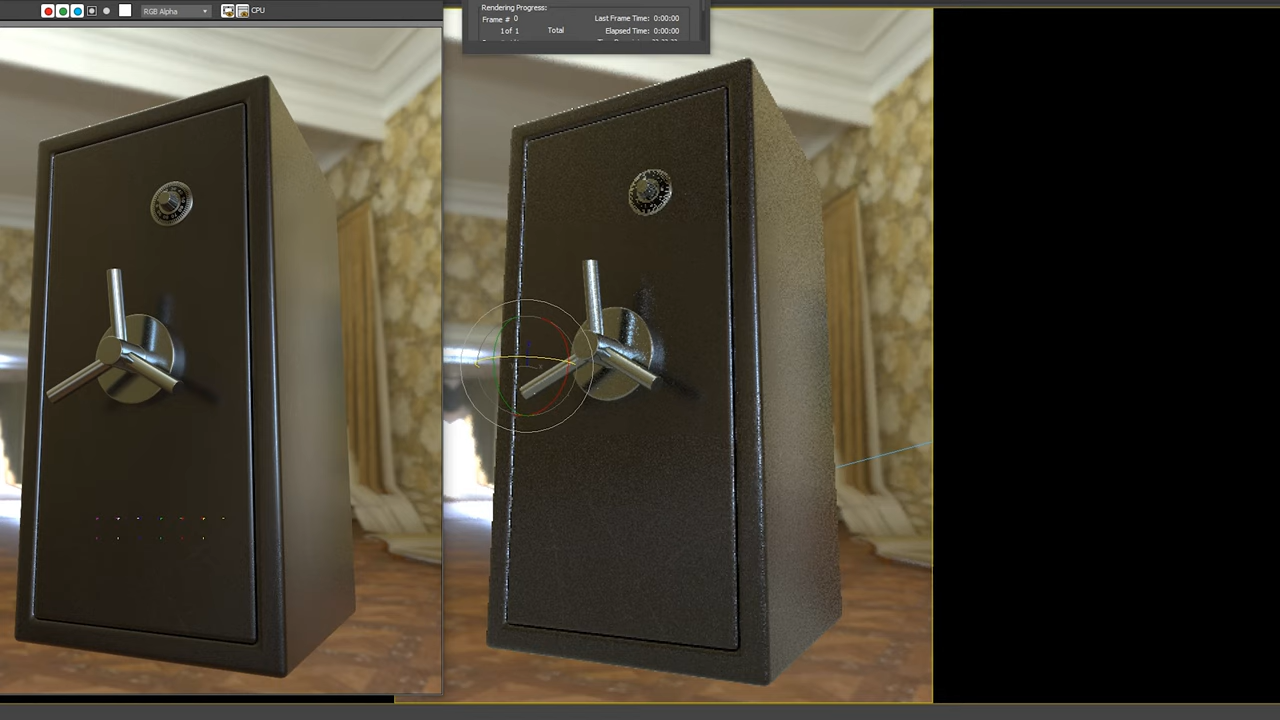 RGB Alpha
CPU
Rendering Progress:
Frame # 0
Last Frame Time: 0:00:00
1 of 1 Total
Elapsed Time: 0:00:00